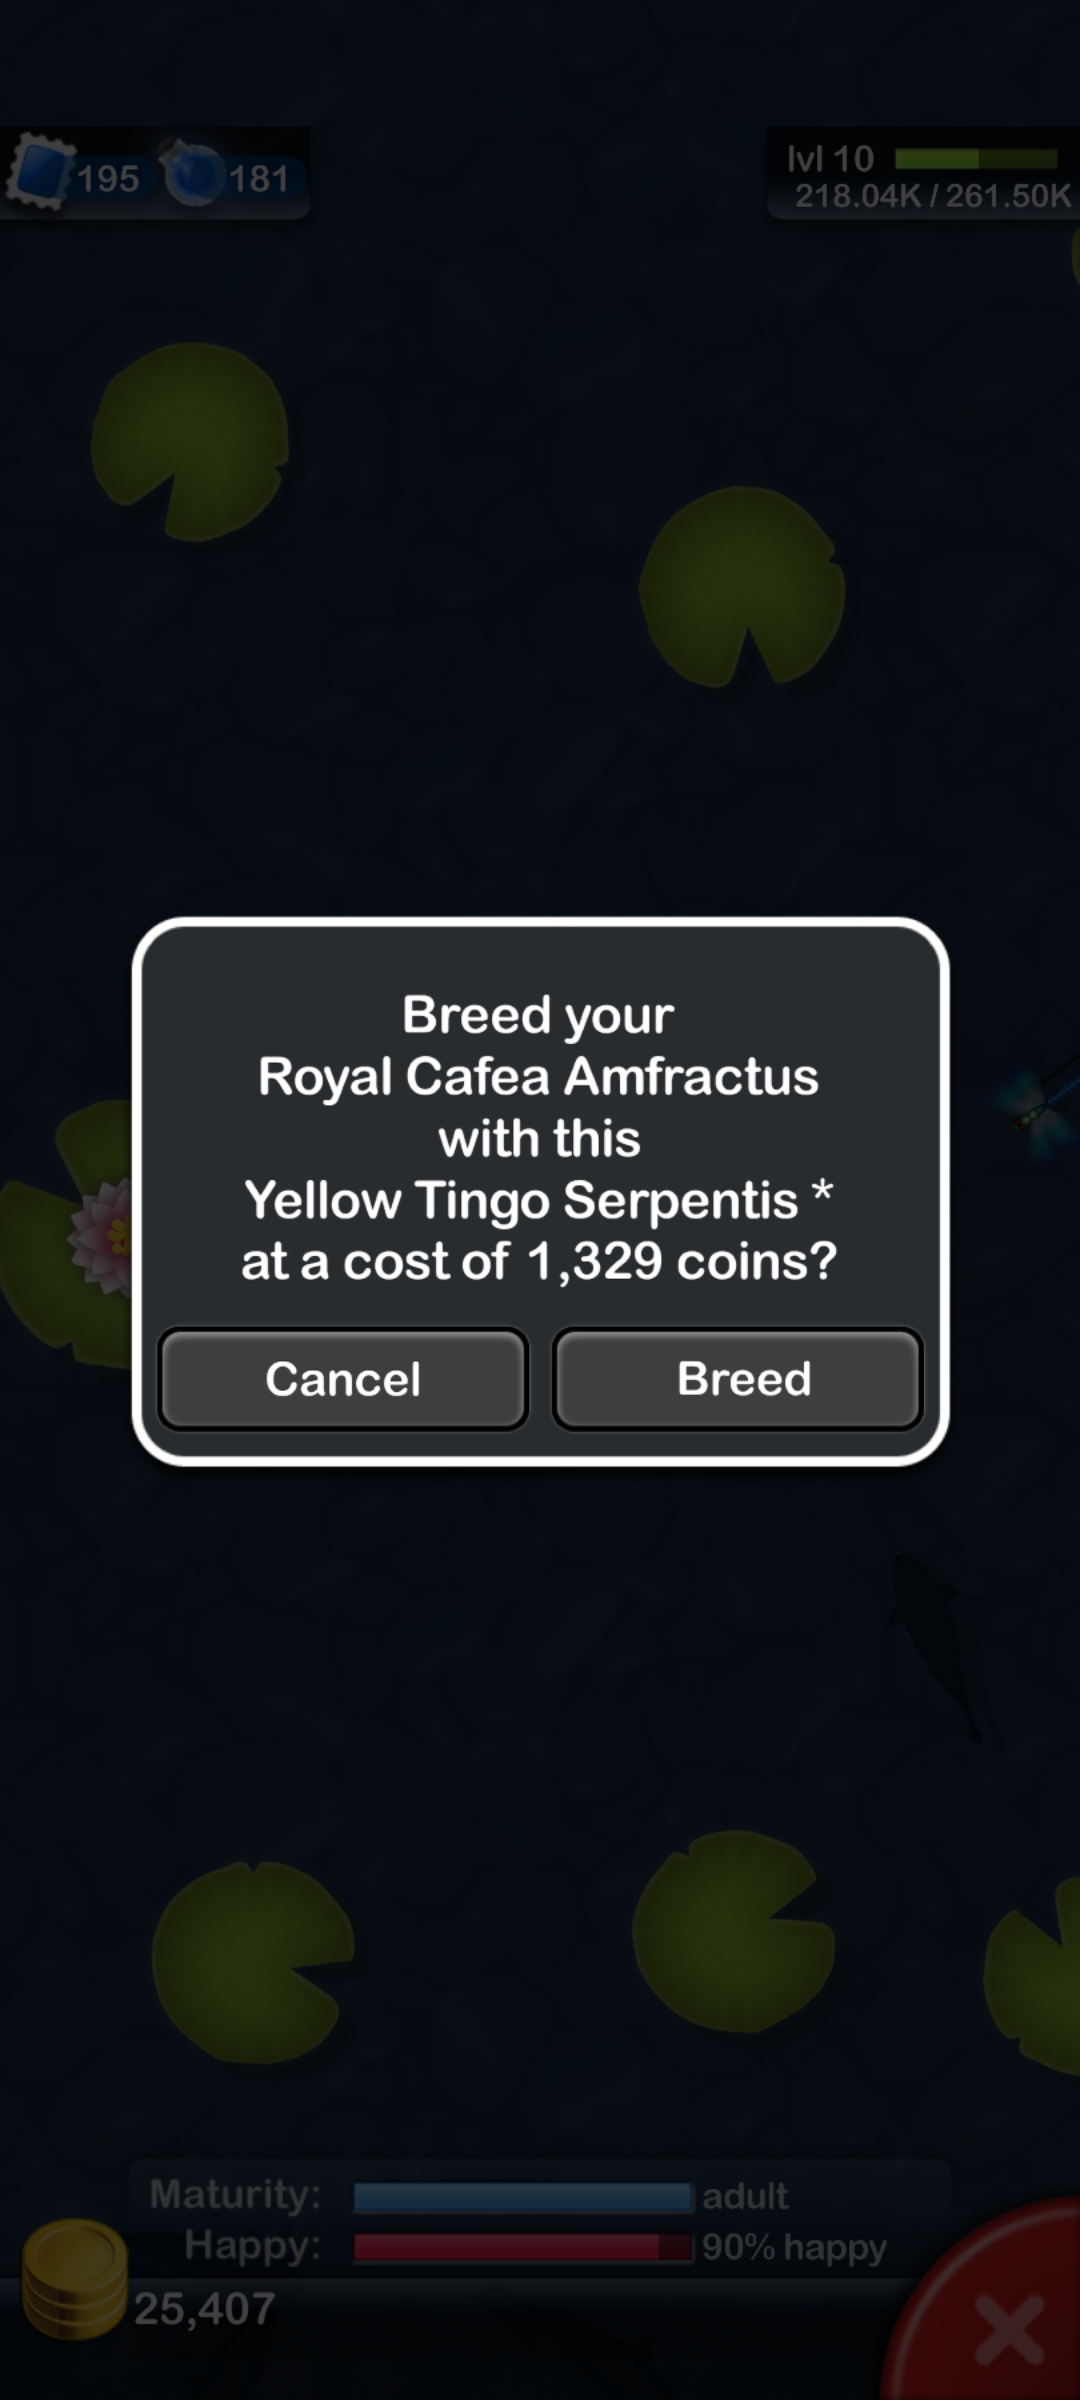 195 181
lvl 10
218.04K / 261.50K
Breed your
Royal Cafea Amfractus
with this
Yellow Tingo Serpentis *
at a cost of 1,329 coins?
Cancel Breed
Maturity: adult
Happy: 90% happy
25,407